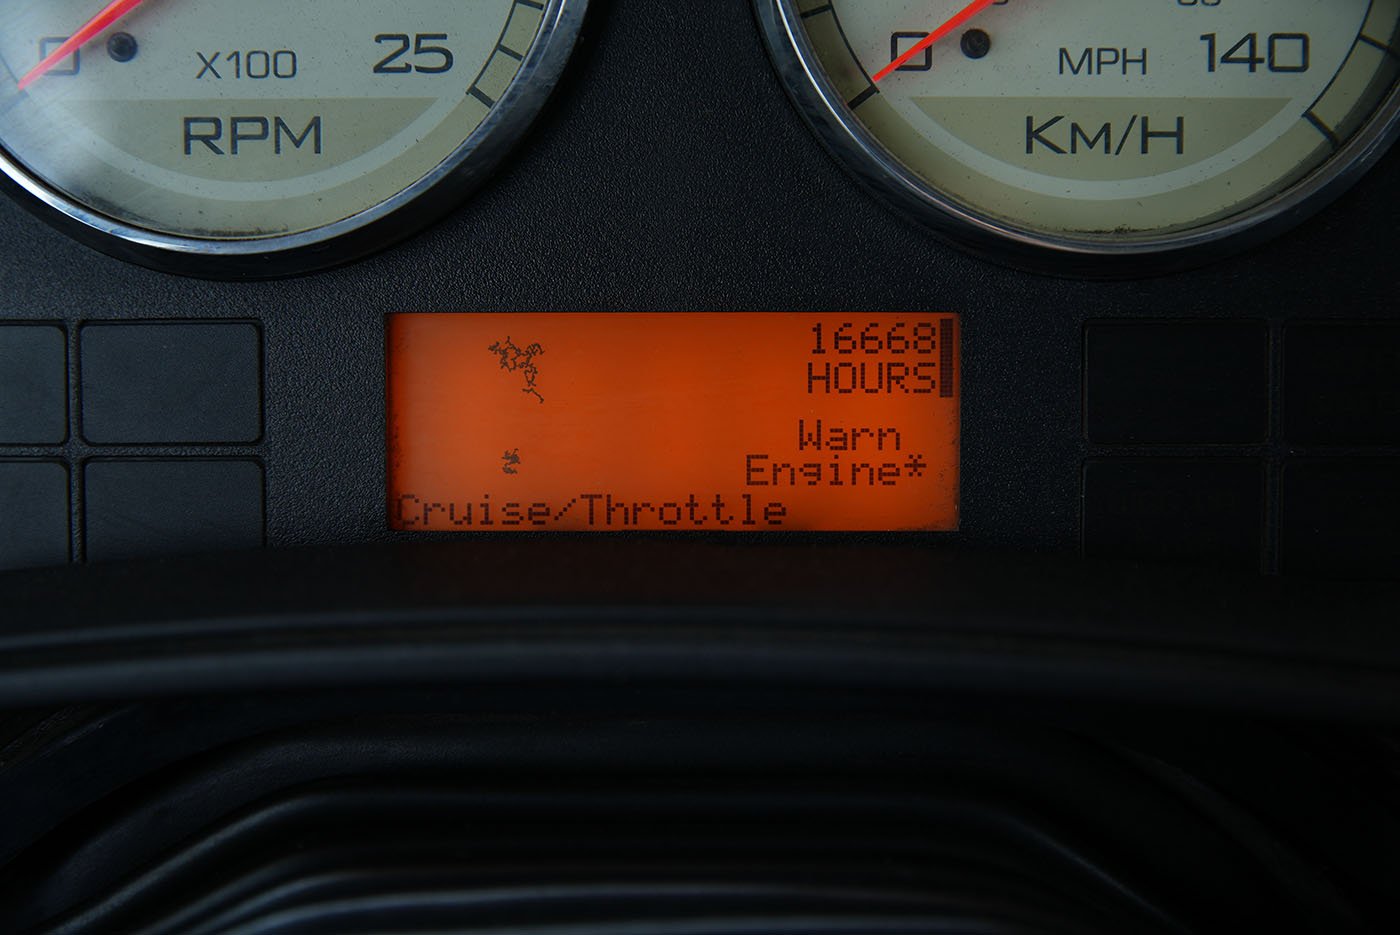 0
X100
25
RPM
0
MPH
140
KM/H
16668
HOURS
Warn
Engine*
Cruise/Throttle